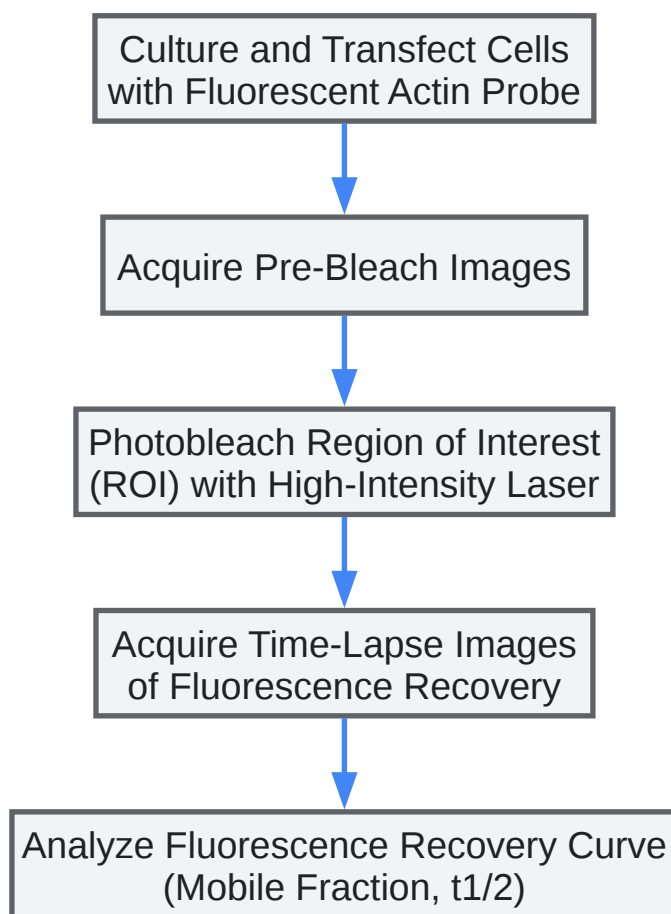 Culture and Transfect Cells
with Fluorescent Actin Probe
Acquire Pre-Bleach Images
Photobleach Region of Interest
(ROI) with High-Intensity Laser
Acquire Time-Lapse Images
of Fluorescence Recovery
Analyze Fluorescence Recovery Curve
(Mobile Fraction, t1/2)